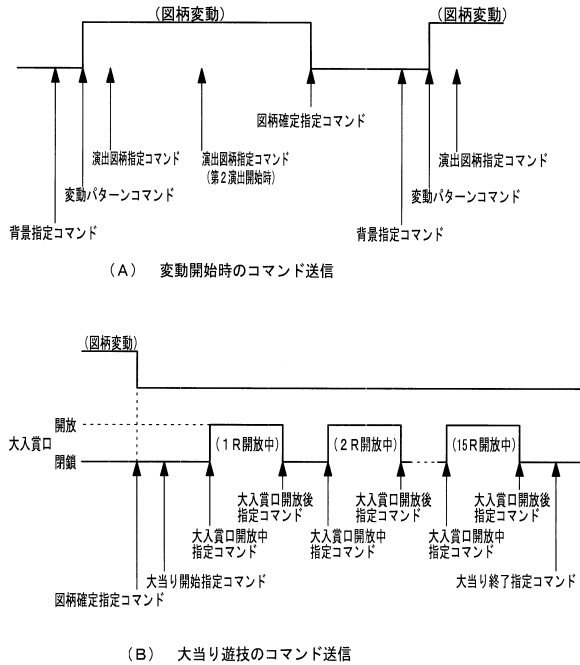 (図柄変動)
(図柄変動)
図柄確定指定コマンド
演出図柄指定コマンド
演出図柄指定コマンド
(第2演出開始時)
演出図柄指定コマンド
変動パターンコマンド
変動パターンコマンド
背景指定コマンド
背景指定コマンド
(A) 変動開始時のコマンド送信
(図柄変動)
開放
大入賞口
閉鎖
(1R開放中)
(2R開放中)
(15R開放中)
大入賞口開放後
指定コマンド
大入賞口開放後
指定コマンド
大入賞口開放後
指定コマンド
大入賞口開放中
指定コマンド
大入賞口開放中
指定コマンド
大入賞口開放中
指定コマンド
大当り開始指定コマンド
大当り終了指定コマンド
図柄確定指定コマンド
(B) 大当り遊技のコマンド送信